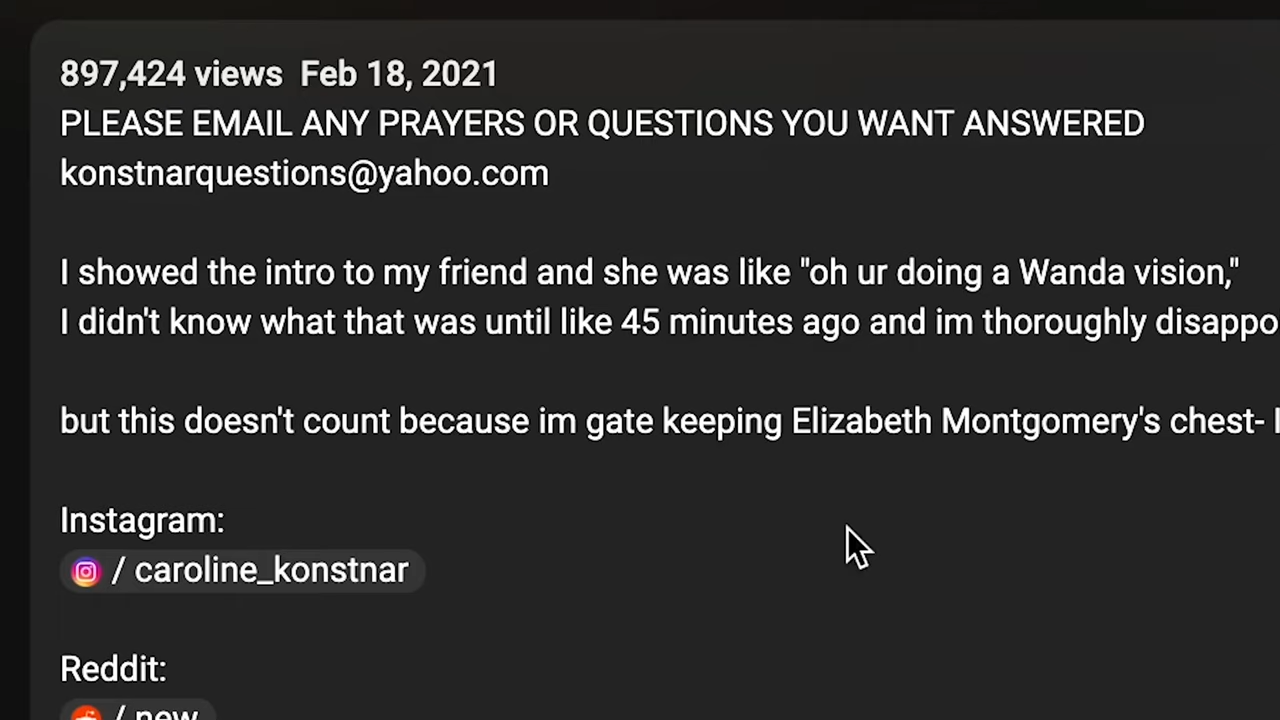 897,424 views  Feb 18, 2021
PLEASE EMAIL ANY PRAYERS OR QUESTIONS YOU WANT ANSWERED
konstnarquestions@yahoo.com
I showed the intro to my friend and she was like "oh ur doing a Wanda vision,"
I didn't know what that was until like 45 minutes ago and im thoroughly disappo
but this doesn't count because im gate keeping Elizabeth Montgomery's chest-
Instagram:
/ caroline_konstnar
Reddit:
/ new